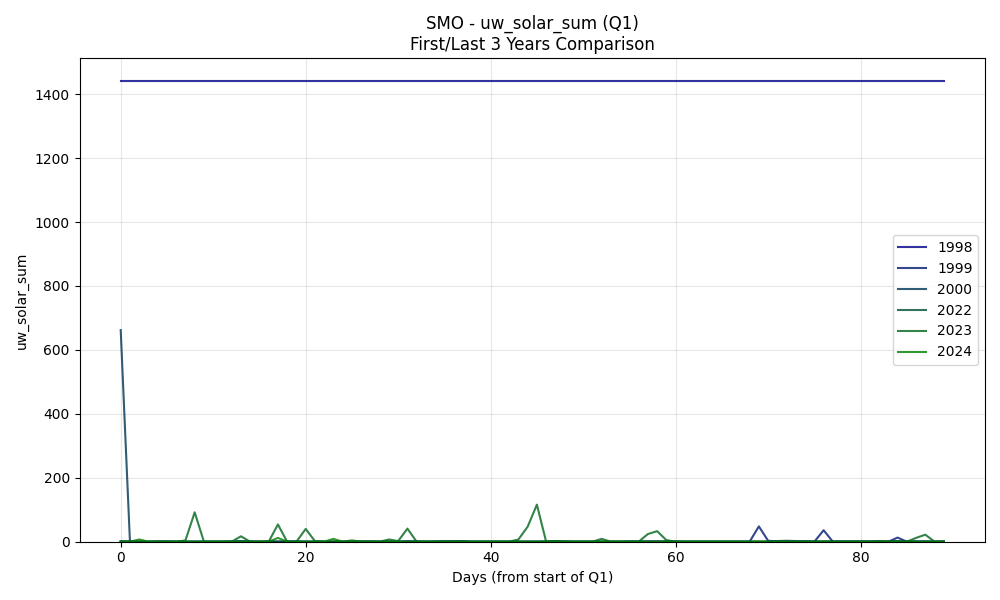 SMO - uw_solar_sum (Q1)
First/Last 3 Years Comparison
1400
1200
1000
800
600
400
200
0
uw_solar_sum
0 20 40 60 80
Days (from start of Q1)
1998
1999
2000
2022
2023
2024